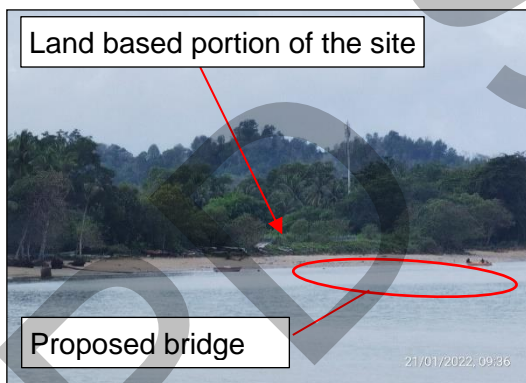 Land based portion of the site
Proposed bridge
21/01/2022, 09:36